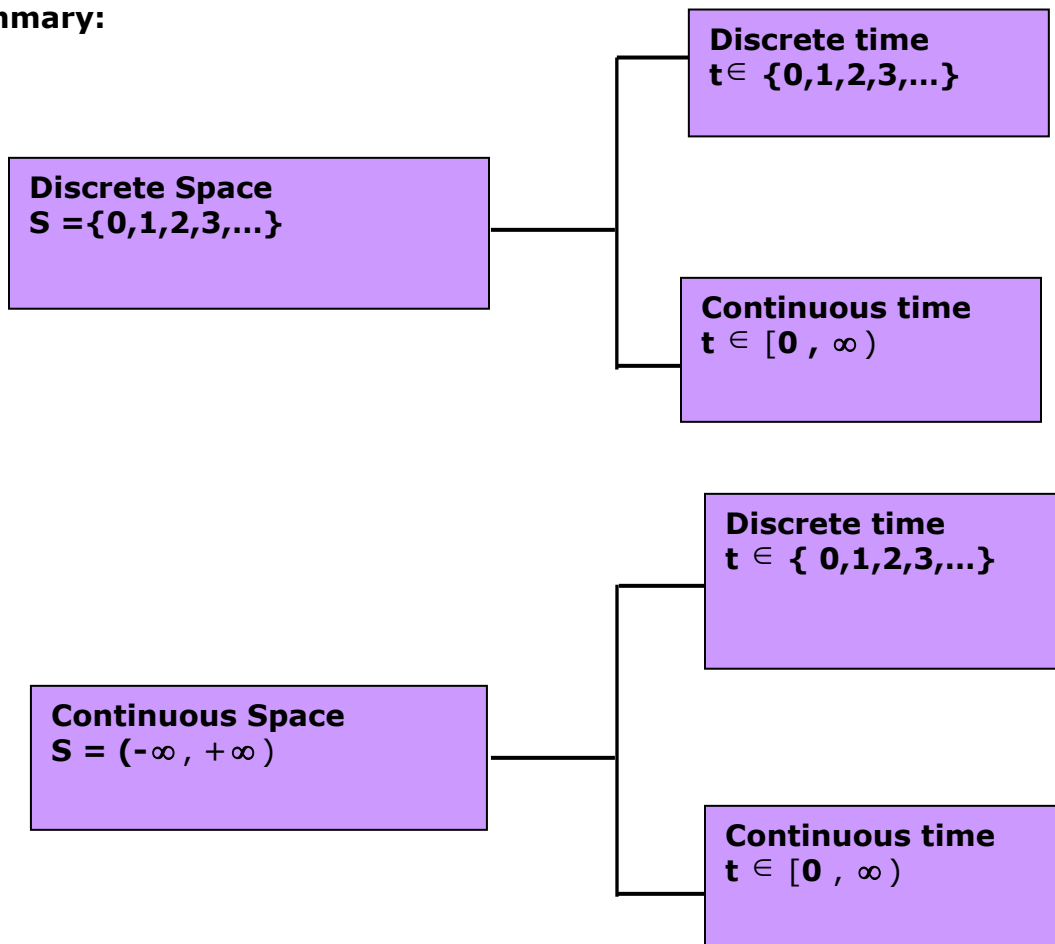 mmary:
Discrete time
t∈ {0,1,2,3,…}
Discrete Space
S ={0,1,2,3,…}
Continuous time
t ∈ [0 , ∞)
Discrete time
t ∈ { 0,1,2,3,…}
Continuous Space
S = (-∞ , +∞)
Continuous time
t ∈ [0 , ∞)